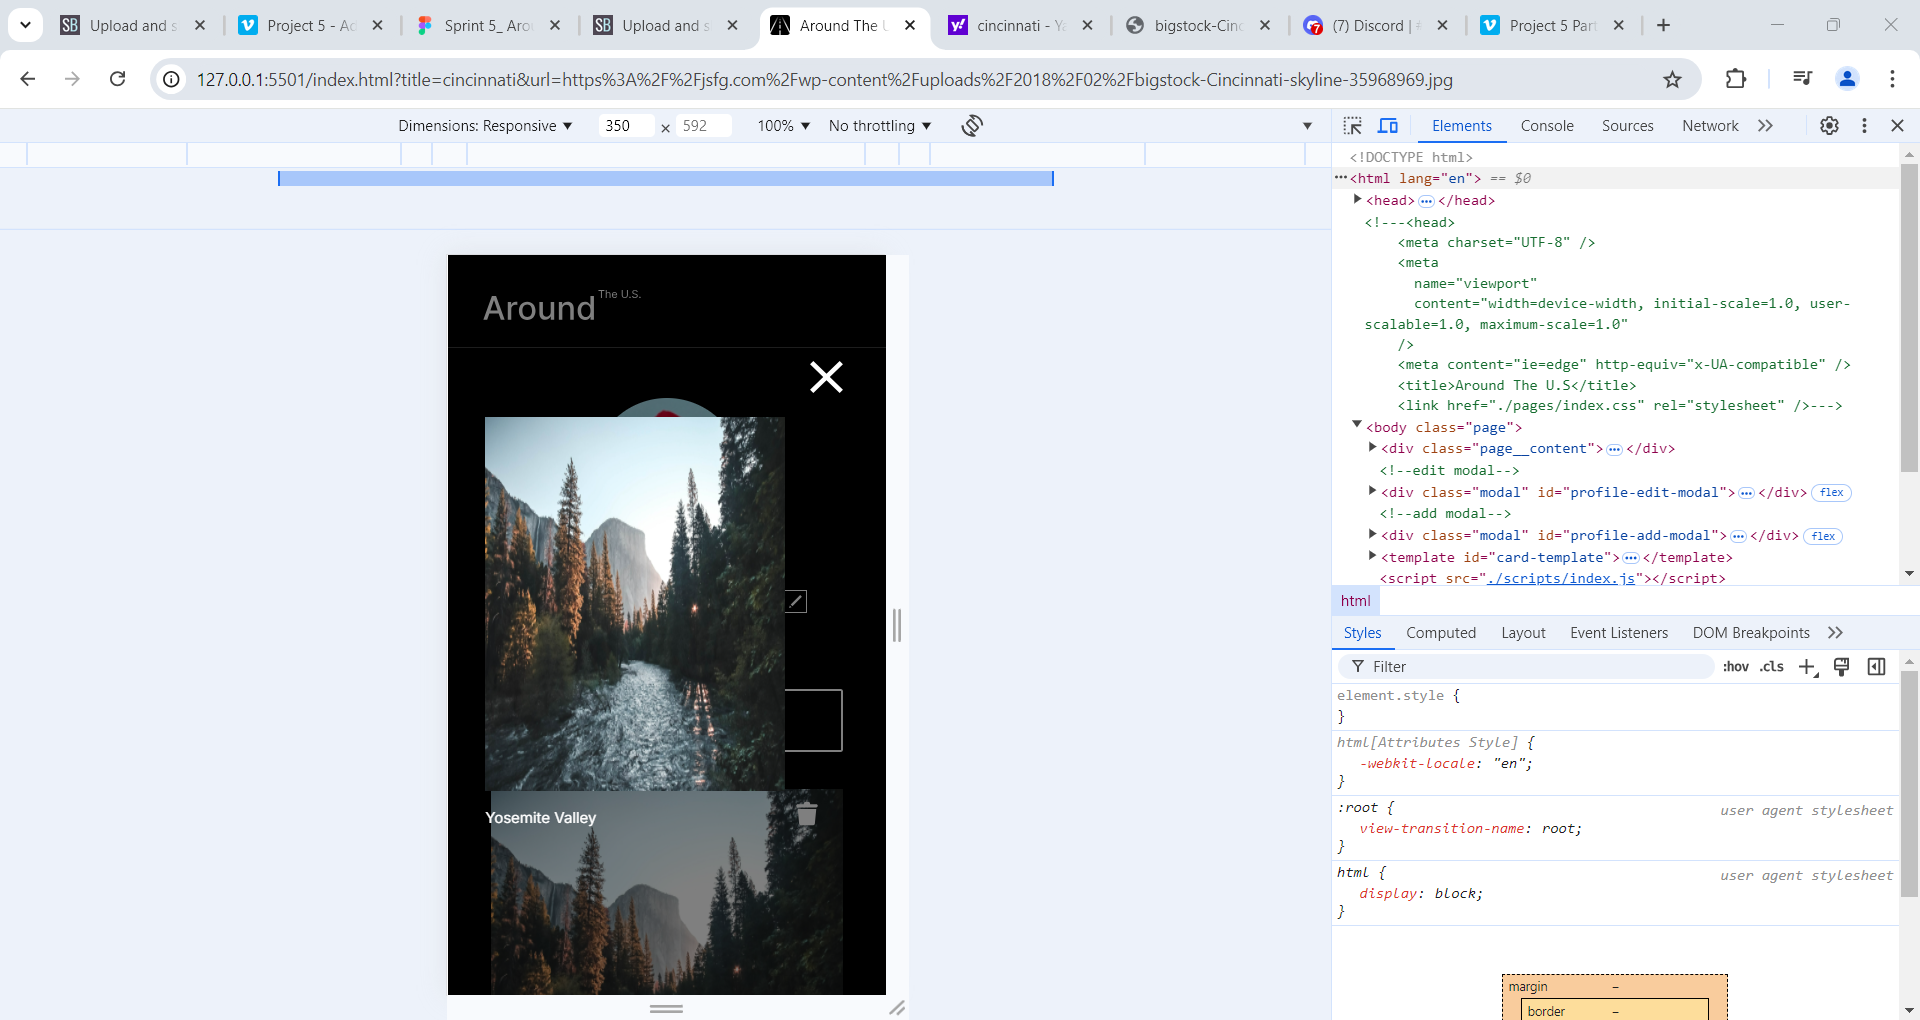 Upload and s
Project 5 - Ad
Sprint 5_ Arou
Upload and s
Around The U
cincinnati - Ya
bigstock-Cinc
(7) Discord | #
Project 5 Part
127.0.0.1:5501/index.html?title=cincinnati&url=https%3A%2F%2Fjsfg.com%2Fwp-content%2Fuploads%2F2018%2F02%2Fbigstock-Cincinnati-skyline-35968969.jpg
Dimensions: Responsive 350 x 592 100% No throttling
Elements Console Sources Network
<!DOCTYPE html>
<html lang="en"> == $0
<head> … </head>
<!---<head>
<meta charset="UTF-8" />
<meta
name="viewport"
content="width=device-width, initial-scale=1.0, user-
scalable=1.0, maximum-scale=1.0"
/>
<meta content="ie=edge" http-equiv="x-UA-compatible" />
<title>Around The U.S</title>
<link href="./pages/index.css" rel="stylesheet" />--->
<body class="page">
<div class="page__content"> … </div>
<!--edit modal-->
<div class="modal" id="profile-edit-modal"> … </div> flex
<!--add modal-->
<div class="modal" id="profile-add-modal"> … </div> flex
<template id="card-template"> … </template>
<script src="./scripts/index.js"></script>
html
Styles Computed Layout Event Listeners DOM Breakpoints
Filter :hov .cls
element.style {
}
html[Attributes Style] {
-webkit-locale: "en";
}
:root { user agent stylesheet
view-transition-name: root;
}
html { user agent stylesheet
display: block;
}
margin –
border –
Around The U.S.
Yosemite Valley